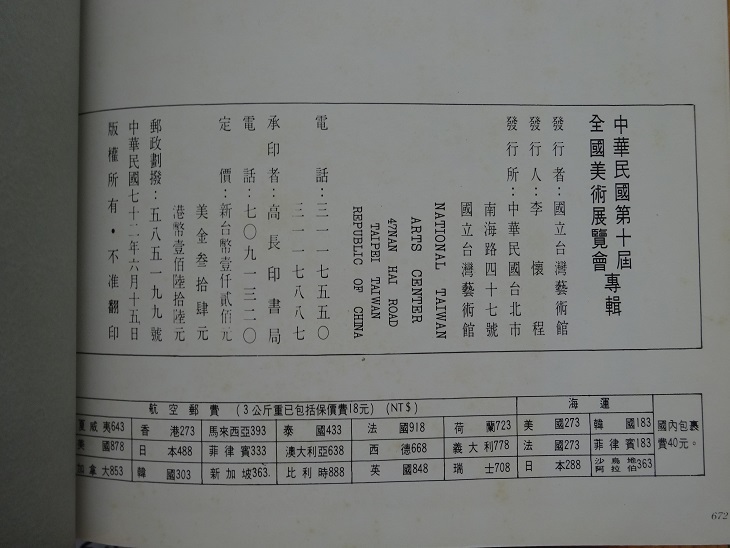 中華民國第十屆
全國美術展覽會 專輯
發行者：國立台灣藝術館
發行人：李懷程
發行所：中華民國台北市
南海路四十七號
國立台灣藝術館
NATIONAL TAIWAN
ARTS CENTER
47NAN HAI ROAD
TAIPEI TAIWAN
REPUBLIC OF CHINA
電話：三一一七五五〇
三一一七八八七
承印者：高長印書局
電話：七〇九一三二〇
定價：新台幣壹仟貳佰元
美金叁拾肆元
港幣壹佰陸拾陸元
郵政劃撥：五八五一九九號
中華民國七十二年六月十五日
版權所有・不准翻印
航空郵費 (3公斤重已包括保價費18元) (NT$) 海運 國內包裹費40元。
夏威夷643 香港273 馬來西亞393 泰國433 法國918 荷蘭723 美國273 韓國183
美國878 日本488 菲律賓333 澳大利亞638 西德668 義大利778 法國273 菲律賓183
加拿大853 韓國303 新加坡363. 比利時888 英國848 瑞士708 日本288 沙烏地阿拉伯363
672